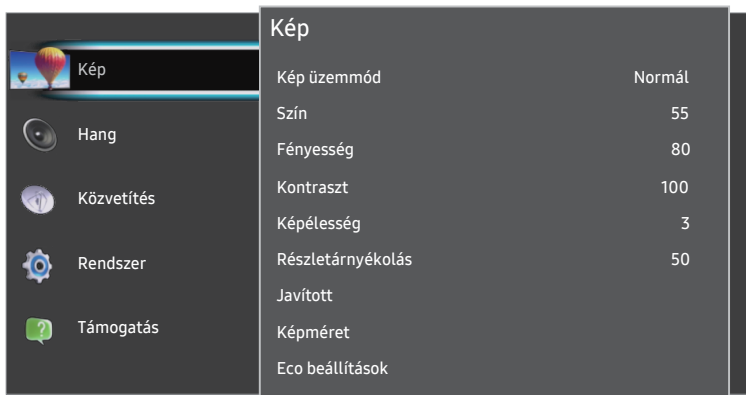 Kép
Hang
Közvetítés
Rendszer
Támogatás
Kép
Kép üzemmód Normál
Szín 55
Fényesség 80
Kontraszt 100
Képélesség 3
Részletárnyékolás 50
Javított
Képméret
Eco beállítások